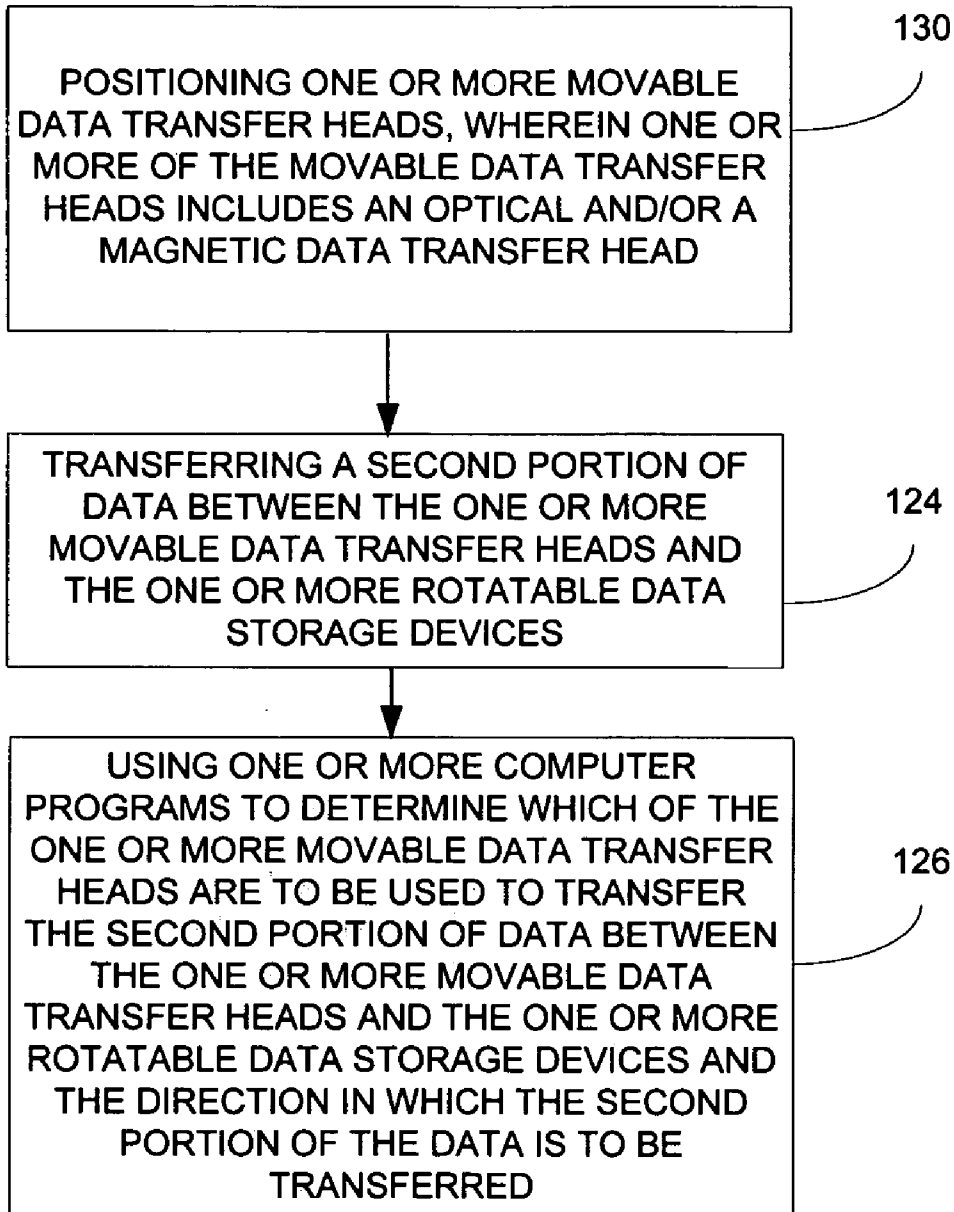 130
POSITIONING ONE OR MORE MOVABLE
DATA TRANSFER HEADS, WHEREIN ONE OR
MORE OF THE MOVABLE DATA TRANSFER
HEADS INCLUDES AN OPTICAL AND/OR A
MAGNETIC DATA TRANSFER HEAD
TRANSFERRING A SECOND PORTION OF
DATA BETWEEN THE ONE OR MORE
MOVABLE DATA TRANSFER HEADS AND
THE ONE OR MORE ROTATABLE DATA
STORAGE DEVICES
124
USING ONE OR MORE COMPUTER
PROGRAMS TO DETERMINE WHICH OF THE
ONE OR MORE MOVABLE DATA TRANSFER
HEADS ARE TO BE USED TO TRANSFER
THE SECOND PORTION OF DATA BETWEEN
THE ONE OR MORE MOVABLE DATA
TRANSFER HEADS AND THE ONE OR MORE
ROTATABLE DATA STORAGE DEVICES AND
THE DIRECTION IN WHICH THE SECOND
PORTION OF THE DATA IS TO BE
TRANSFERRED
126